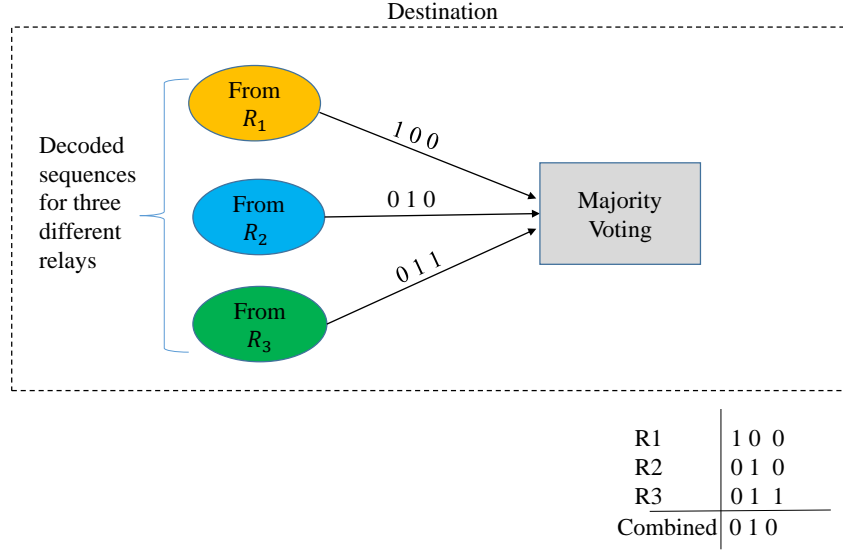 Destination
Decoded
sequences
for three
different
relays
From
R₁
1 0 0
From
R₂
0 1 0
From
R₃
0 1 1
Majority
Voting
R1 1 0 0
R2 0 1 0
R3 0 1 1
Combined 0 1 0